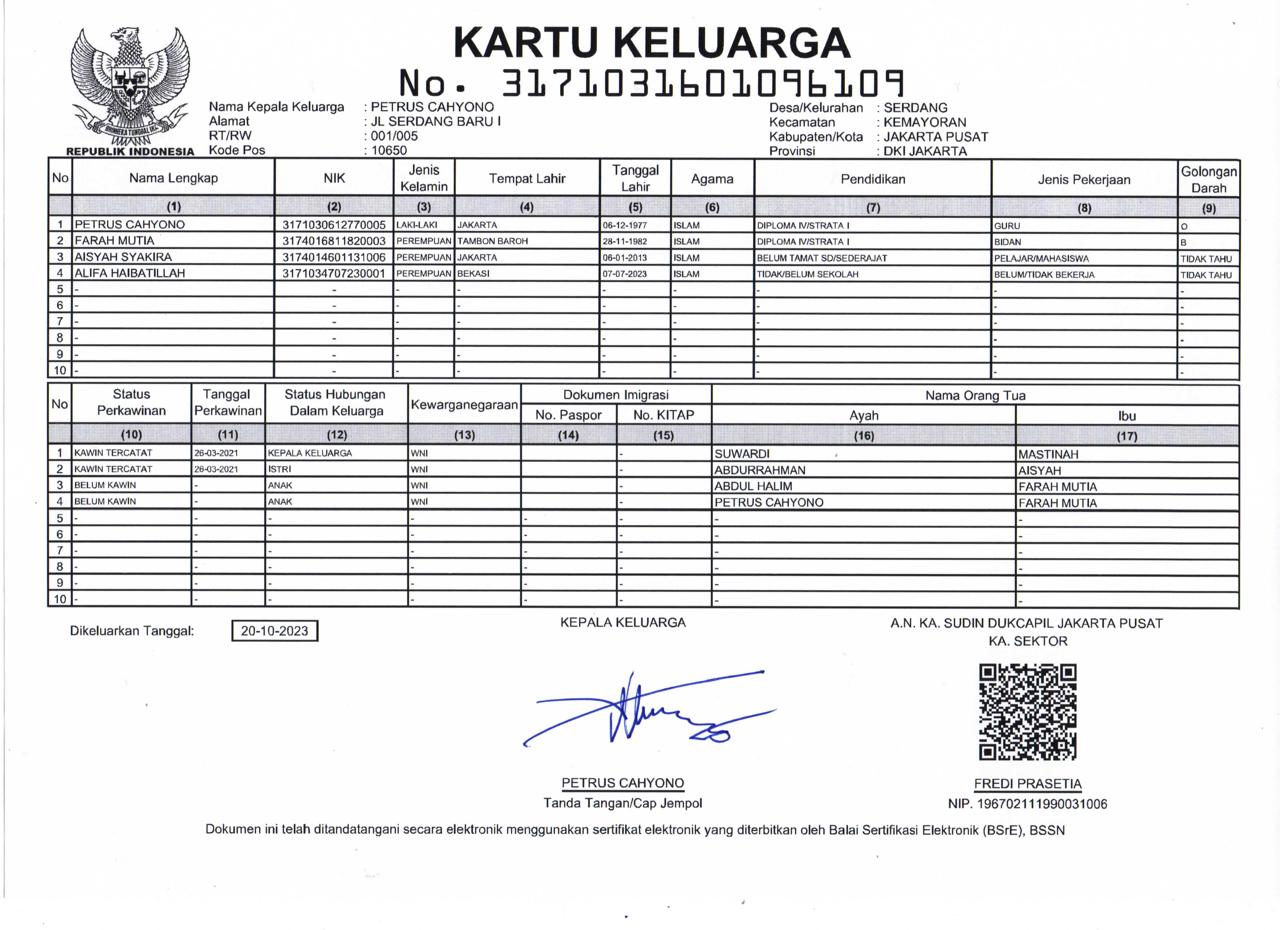 KARTU KELUARGA
No. 3171031601096109
Nama Kepala Keluarga : PETRUS CAHYONO
Alamat : JL SERDANG BARU I
RT/RW : 001/005
Kode Pos : 10650
Desa/Kelurahan : SERDANG
Kecamatan : KEMAYORAN
Kabupaten/Kota : JAKARTA PUSAT
Provinsi : DKI JAKARTA
BHINNEKA TUNGGAL IKA
REPUBLIK INDONESIA
No Nama Lengkap NIK Jenis Kelamin Tempat Lahir Tanggal Lahir Agama Pendidikan Jenis Pekerjaan Golongan Darah
(1) (2) (3) (4) (5) (6) (7) (8) (9)
1 PETRUS CAHYONO 3171030612770005 LAKI-LAKI JAKARTA 06-12-1977 ISLAM DIPLOMA IV/STRATA I GURU O
2 FARAH MUTIA 3174016811820003 PEREMPUAN TAMBON BAROH 28-11-1982 ISLAM DIPLOMA IV/STRATA I BIDAN B
3 AISYAH SYAKIRA 3174014601131006 PEREMPUAN JAKARTA 06-01-2013 ISLAM BELUM TAMAT SD/SEDERAJAT PELAJAR/MAHASISWA TIDAK TAHU
4 ALIFA HAIBATILLAH 3171034707230001 PEREMPUAN BEKASI 07-07-2023 ISLAM TIDAK/BELUM SEKOLAH BELUM/TIDAK BEKERJA TIDAK TAHU
5 - - - - - - - - -
6 - - - - - - - - -
7 - - - - - - - - -
8 - - - - - - - - -
9 - - - - - - - - -
10 - - - - - - - - -
No Status Perkawinan Tanggal Perkawinan Status Hubungan Dalam Keluarga Kewarganegaraan Dokumen Imigrasi Nama Orang Tua
No. Paspor No. KITAP Ayah Ibu
(10) (11) (12) (13) (14) (15) (16) (17)
1 KAWIN TERCATAT 26-03-2021 KEPALA KELUARGA WNI - SUWARDI MASTINAH
2 KAWIN TERCATAT 26-03-2021 ISTRI WNI - ABDURRAHMAN AISYAH
3 BELUM KAWIN - ANAK WNI - ABDUL HALIM FARAH MUTIA
4 BELUM KAWIN - ANAK WNI - PETRUS CAHYONO FARAH MUTIA
5 - - - - - - - -
6 - - - - - - - -
7 - - - - - - - -
8 - - - - - - - -
9 - - - - - - - -
10 - - - - - - - -
Dikeluarkan Tanggal: 20-10-2023
KEPALA KELUARGA
PETRUS CAHYONO
Tanda Tangan/Cap Jempol
A.N. KA. SUDIN DUKCAPIL JAKARTA PUSAT
KA. SEKTOR
FREDI PRASETIA
NIP. 196702111990031006
Dokumen ini telah ditandatangani secara elektronik menggunakan sertifikat elektronik yang diterbitkan oleh Balai Sertifikasi Elektronik (BSrE), BSSN